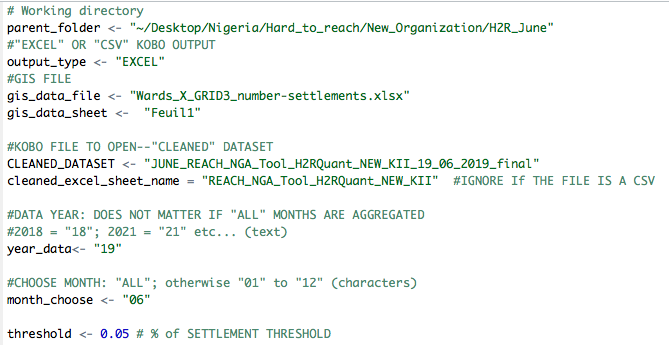 # Working directory
parent_folder <- "~/Desktop/Nigeria/Hard_to_reach/New_Organization/H2R_June"
#"EXCEL" OR "CSV" KOBO OUTPUT
output_type <- "EXCEL"
#GIS FILE
gis_data_file <- "Wards_X_GRID3_number-settlements.xlsx"
gis_data_sheet <-  "Feuil1"

#KOBO FILE TO OPEN--"CLEANED" DATASET
CLEANED_DATASET <- "JUNE_REACH_NGA_Tool_H2RQuant_NEW_KII_19_06_2019_final"
cleaned_excel_sheet_name = "REACH_NGA_Tool_H2RQuant_NEW_KII"  #IGNORE If THE FILE IS A CSV

#DATA YEAR: DOES NOT MATTER IF "ALL" MONTHS ARE AGGREGATED
#2018 = "18"; 2021 = "21" etc... (text)
year_data<- "19"

#CHOOSE MONTH: "ALL"; otherwise "01" to "12" (characters)
month_choose <- "06"

threshold <- 0.05 # % of SETTLEMENT THRESHOLD